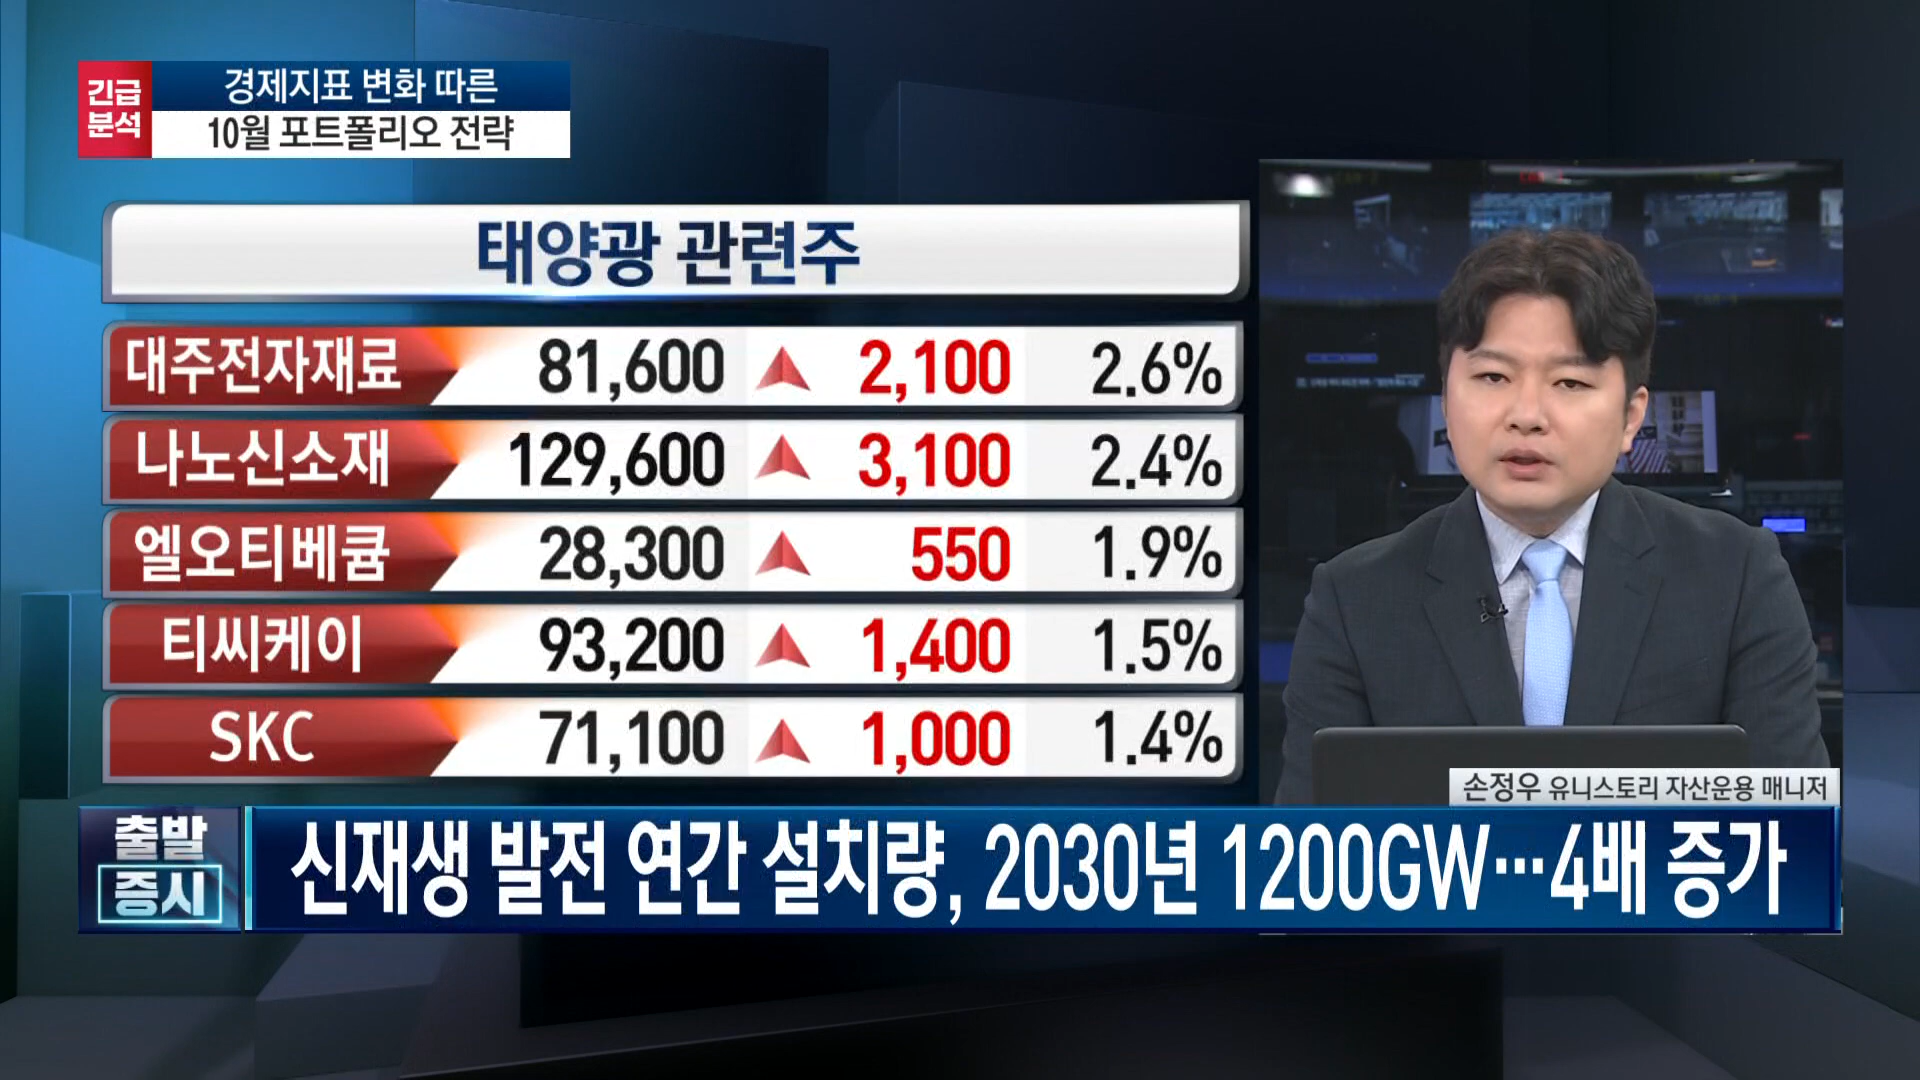 긴급
분석
경제지표 변화 따른
10월 포트폴리오 전략
태양광 관련주
대주전자재료 81,600 ▲ 2,100 2.6%
나노신소재 129,600 ▲ 3,100 2.4%
엘오티베큠 28,300 ▲ 550 1.9%
티씨케이 93,200 ▲ 1,400 1.5%
SKC 71,100 ▲ 1,000 1.4%
손정우 유니스토리 자산운용 매니저
출발
증시
신재생 발전 연간 설치량, 2030년 1200GW…4배 증가